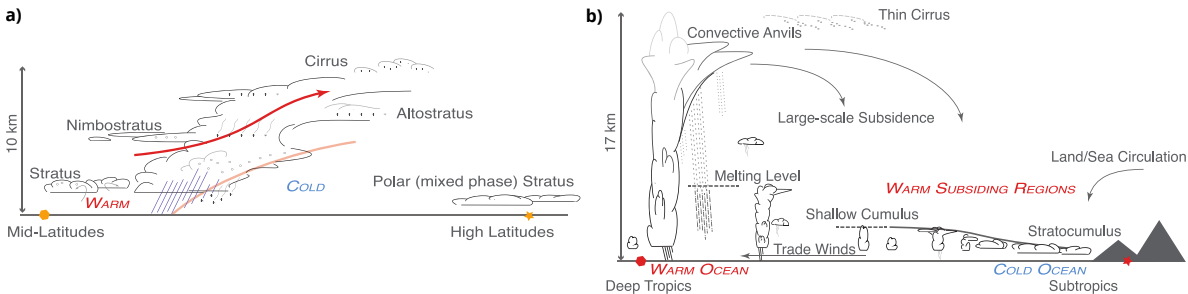 a)
Cirrus
Altostratus
Nimbostratus
10 km
Stratus
WARM
COLD
Polar (mixed phase) Stratus
Mid-Latitudes
High Latitudes
b)
Thin Cirrus
Convective Anvils
Large-scale Subsidence
17 km
Land/Sea Circulation
Melting Level
WARM SUBSIDING REGIONS
Shallow Cumulus
Stratocumulus
Trade Winds
WARM OCEAN
COLD OCEAN
Deep Tropics
Subtropics